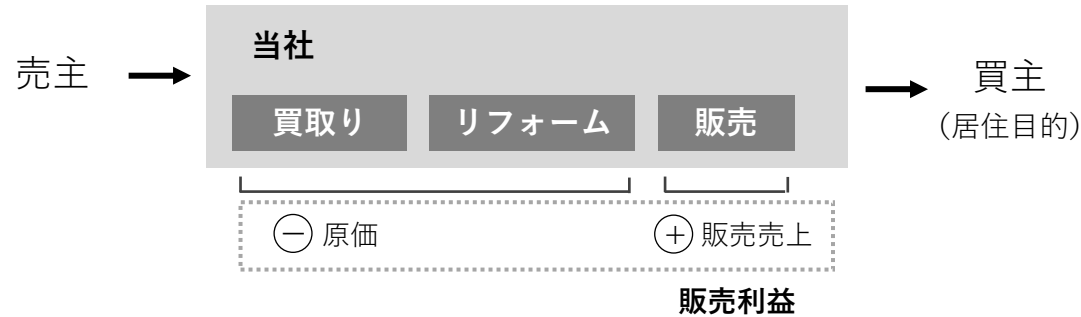 当社
売主
買取り
リフォーム
販売
買主
(居住目的)
− 原価
+ 販売売上
販売利益